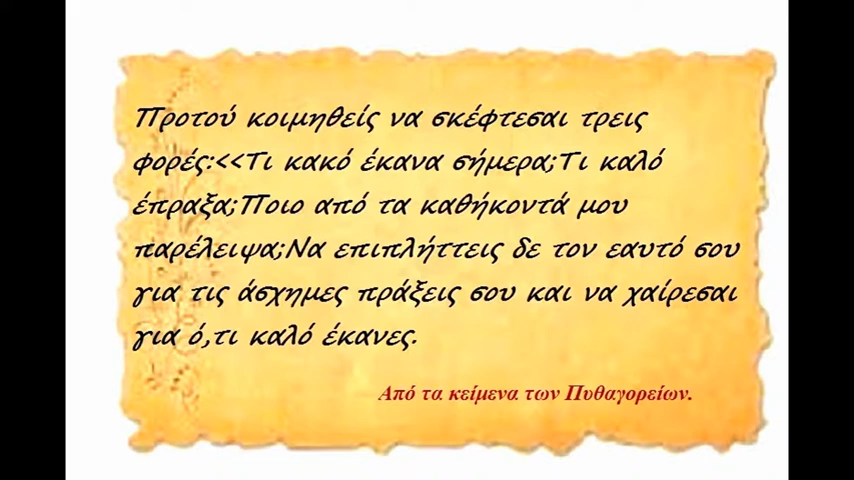 Προτού κοιμηθείς να σκέφτεσαι τρεις
φορές:<<Τι κακό έκανα σήμερα;Τι καλό
έπραξα;Ποιο από τα καθήκοντά μου
παρέλειψα;Να επιπλήττεις δε τον εαυτό σου
για τις άσχημες πράξεις σου και να χαίρεσαι
για ό,τι καλό έκανες.
Από τα κείμενα των Πυθαγορείων.